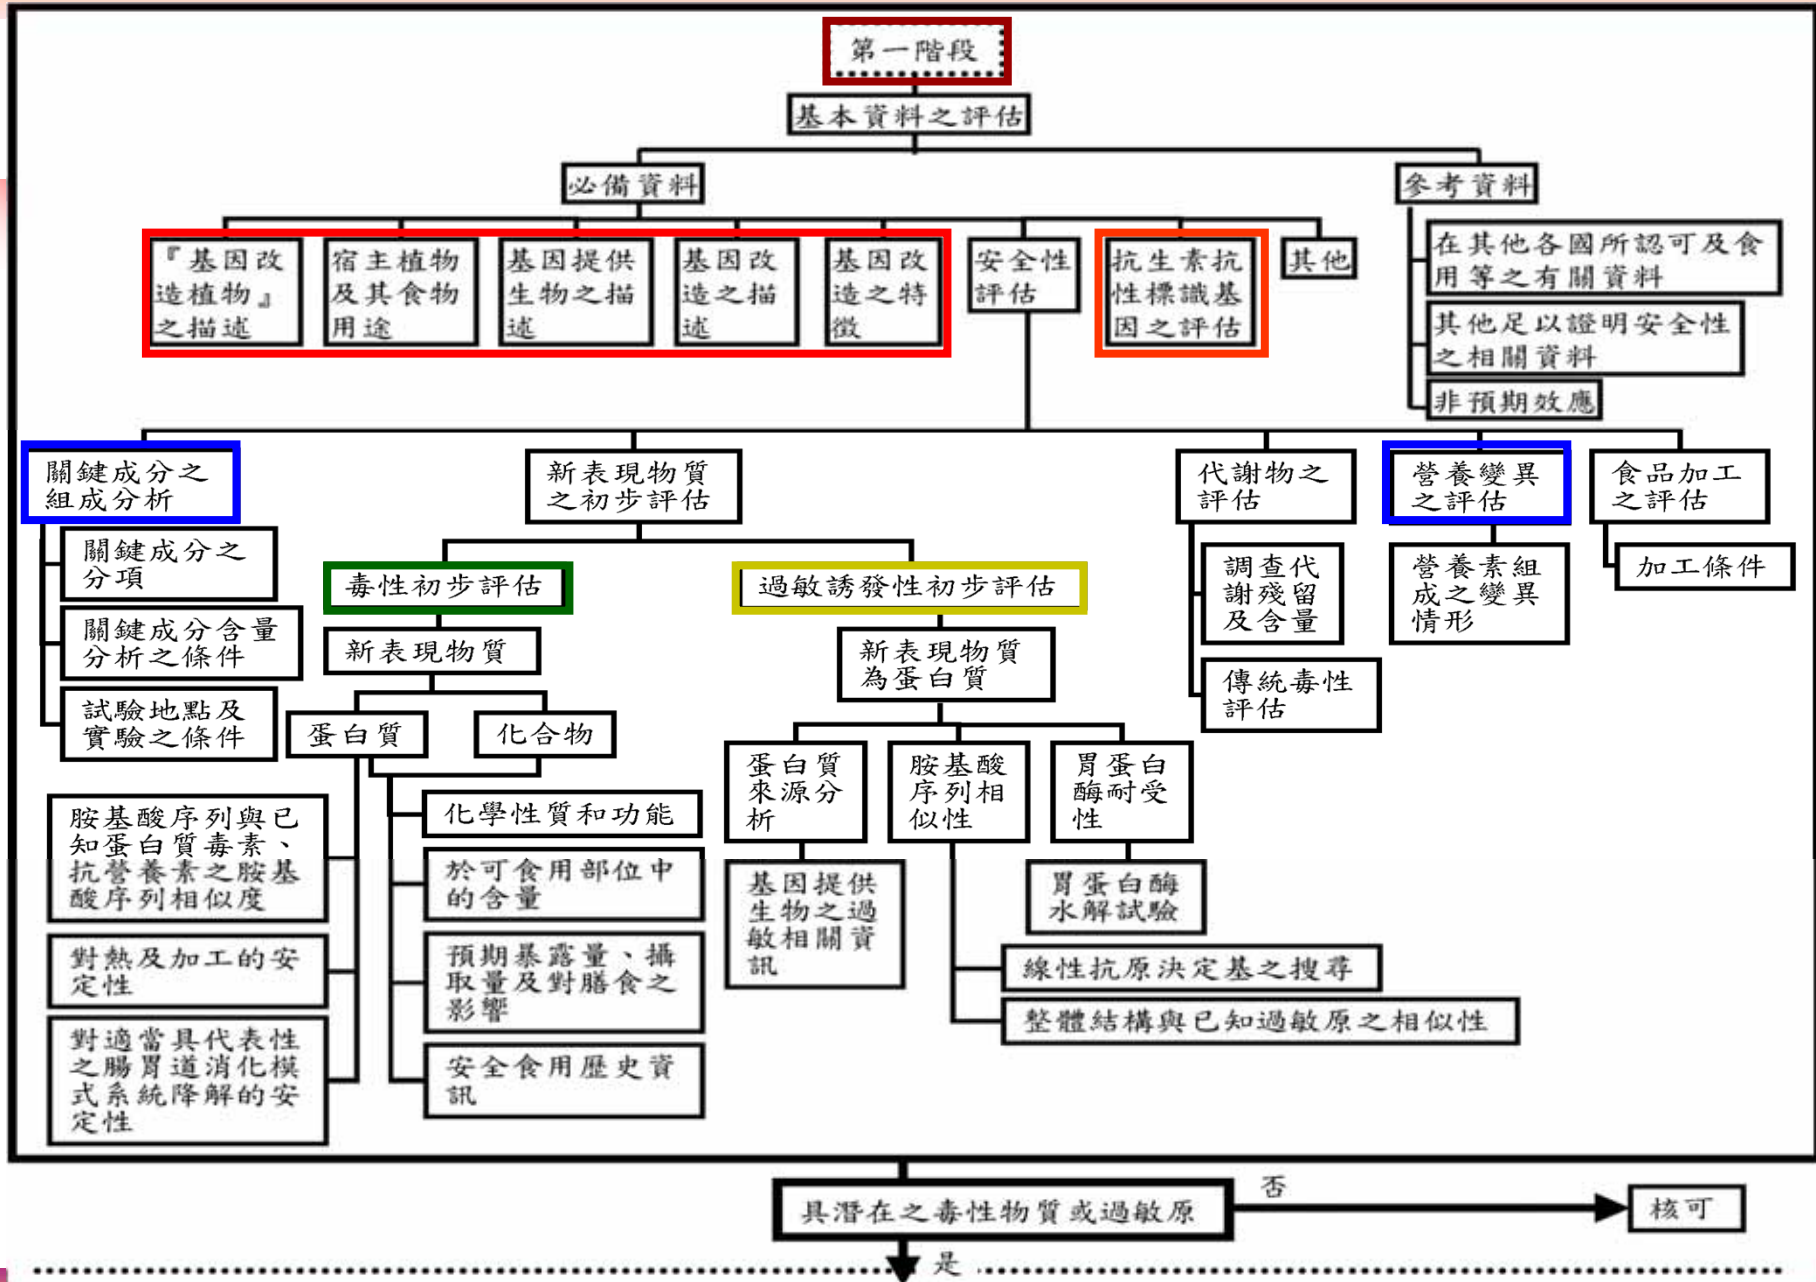 第一階段
基本資料之評估
必備資料
參考資料
『基因改
造植物』
之描述
宿主植物
及其食物
用途
基因提供
生物之描
述
基因改
造之描
述
基因改
造之特
徵
安全性
評估
抗生素抗
性標識基
因之評估
其他
在其他各國所認可及食
用等之有關資料
其他足以證明安全性
之相關資料
非預期效應
關鍵成分之
組成分析
新表現物質
之初步評估
代謝物之
評估
營養變異
之評估
食品加工
之評估
關鍵成分之
分項
關鍵成分含量
分析之條件
試驗地點及
實驗之條件
毒性初步評估
過敏誘發性初步評估
調查代
謝殘留
及含量
傳統毒性
評估
營養素組
成之變異
情形
加工條件
新表現物質
蛋白質
化合物
新表現物質
為蛋白質
蛋白質
來源分
析
胺基酸
序列相
似性
胃蛋白
酶耐受
性
胺基酸序列與已
知蛋白質毒素、
抗營養素之胺基
酸序列相似度
對熱及加工的安
定性
對適當具代表性
之腸胃道消化模
式系統降解的安
定性
化學性質和功能
於可食用部位中
的含量
預期暴露量、攝
取量及對膳食之
影響
安全食用歷史資
訊
基因提供
生物之過
敏相關資
訊
胃蛋白酶
水解試驗
線性抗原決定基之搜尋
整體結構與已知過敏原之相似性
具潛在之毒性物質或過敏原
否
核可
是